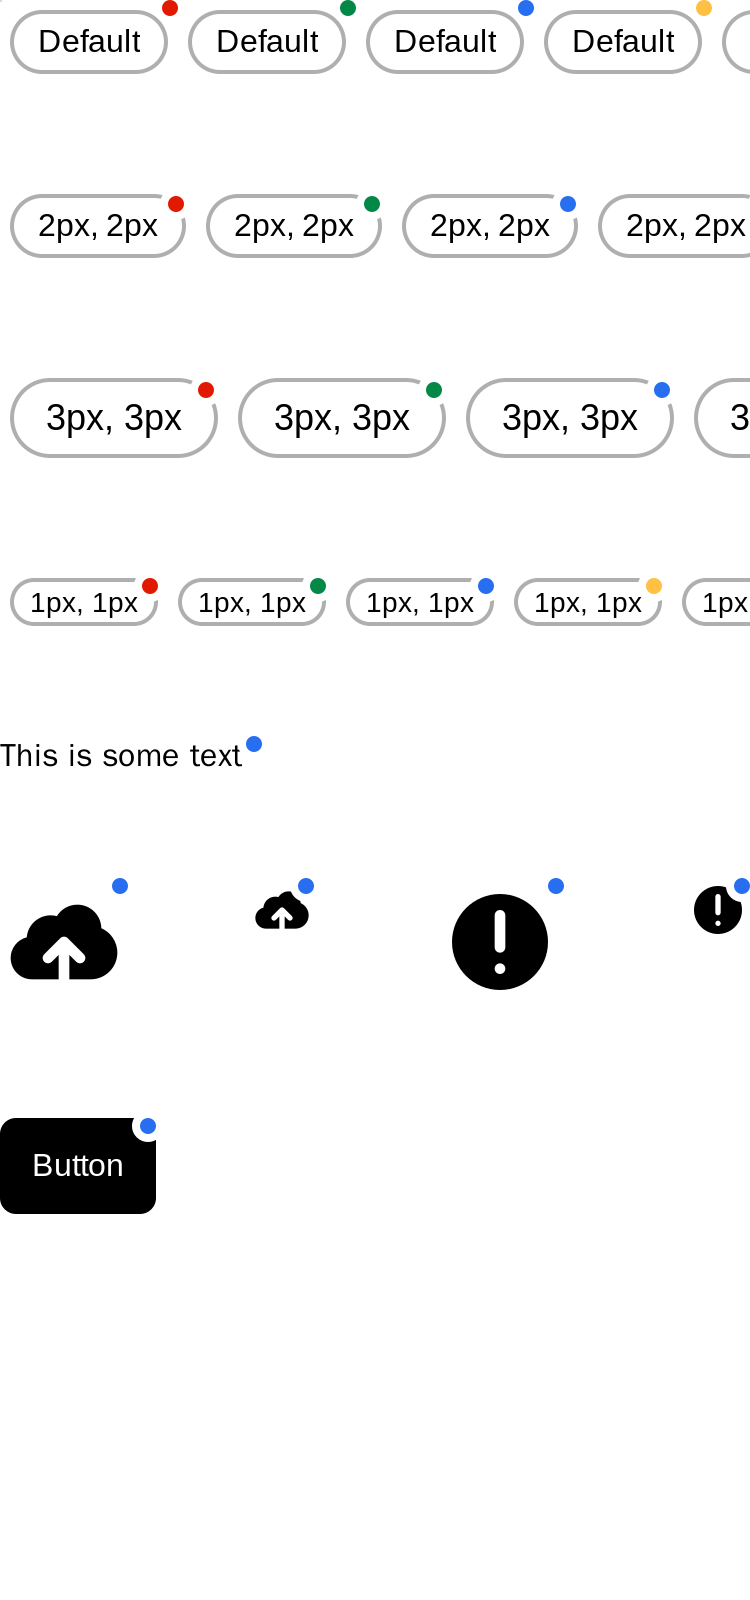 Default Default Default Default
2px, 2px 2px, 2px 2px, 2px 2px, 2px
3px, 3px 3px, 3px 3px, 3px 3
1px, 1px 1px, 1px 1px, 1px 1px, 1px 1px
This is some text
Button